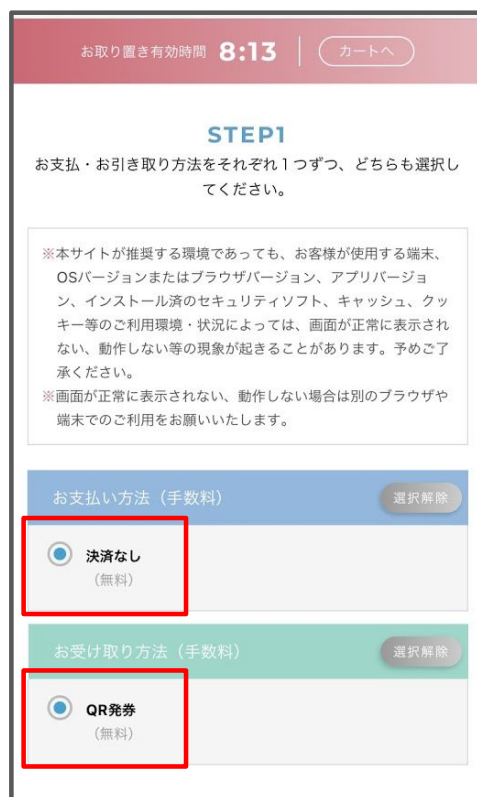 お取り置き有効時間 8:13 カートへ
STEP1
お支払・お引き取り方法をそれぞれ1つずつ、どちらも選択し
てください。
※本サイトが推奨する環境であっても、お客様が使用する端末、
OSバージョンまたはブラウザバージョン、アプリバージョ
ン、インストール済のセキュリティソフト、キャッシュ、クッ
キー等のご利用環境・状況によっては、画面が正常に表示され
ない、動作しない等の現象が起きることがあります。予めご了
承ください。
※画面が正常に表示されない、動作しない場合は別のブラウザや
端末でのご利用をお願いいたします。
お支払い方法（手数料） 選択解除
決済なし
（無料）
お受け取り方法（手数料） 選択解除
QR発券
（無料）